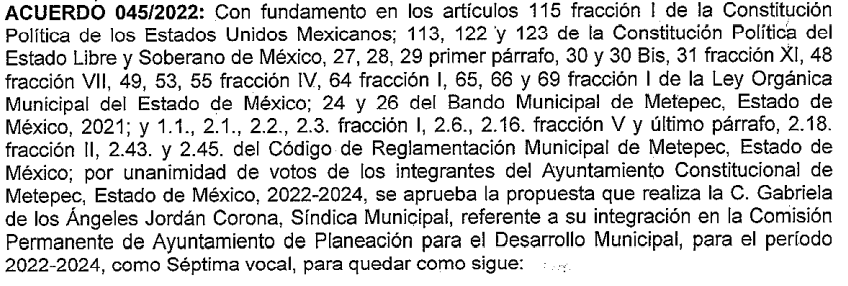 ACUERDO 045/2022: Con fundamento en los artículos 115 fracción I de la Constitución
Política de los Estados Unidos Mexicanos; 113, 122 y 123 de la Constitución Política del
Estado Libre y Soberano de México, 27, 28, 29 primer párrafo, 30 y 30 Bis, 31 fracción XI, 48
fracción VII, 49, 53, 55 fracción IV, 64 fracción I, 65, 66 y 69 fracción I de la Ley Orgánica
Municipal del Estado de México; 24 y 26 del Bando Municipal de Metepec, Estado de
México, 2021; y 1.1., 2.1., 2.2., 2.3. fracción I, 2.6., 2.16. fracción V y último párrafo, 2.18.
fracción II, 2.43. y 2.45. del Código de Reglamentación Municipal de Metepec, Estado de
México; por unanimidad de votos de los integrantes del Ayuntamiento Constitucional de
Metepec, Estado de México, 2022-2024, se aprueba la propuesta que realiza la C. Gabriela
de los Ángeles Jordán Corona, Síndica Municipal, referente a su integración en la Comisión
Permanente de Ayuntamiento de Planeación para el Desarrollo Municipal, para el período
2022-2024, como Séptima vocal, para quedar como sigue: